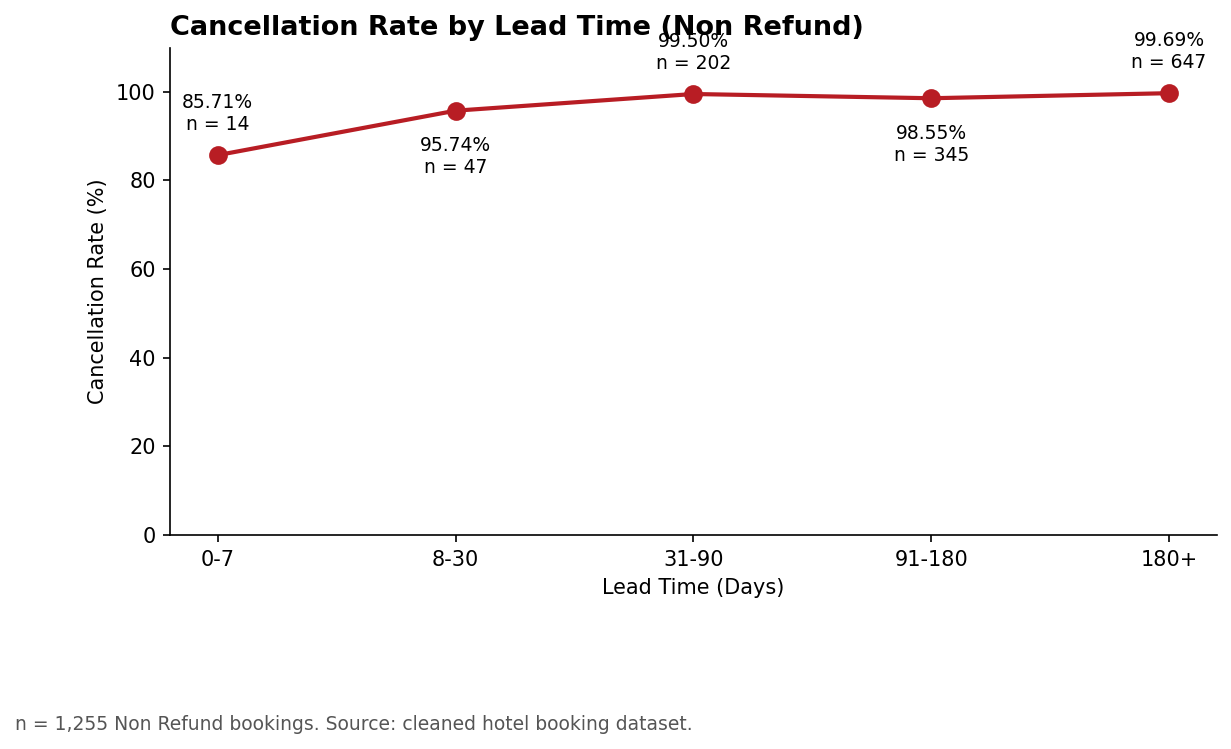 Cancellation Rate by Lead Time (Non Refund)
99.50%
n = 202
99.69%
n = 647
85.71%
n = 14
95.74%
n = 47
98.55%
n = 345
Cancellation Rate (%)
100
80
60
40
20
0
0-7
8-30
31-90
91-180
180+
Lead Time (Days)
n = 1,255 Non Refund bookings. Source: cleaned hotel booking dataset.